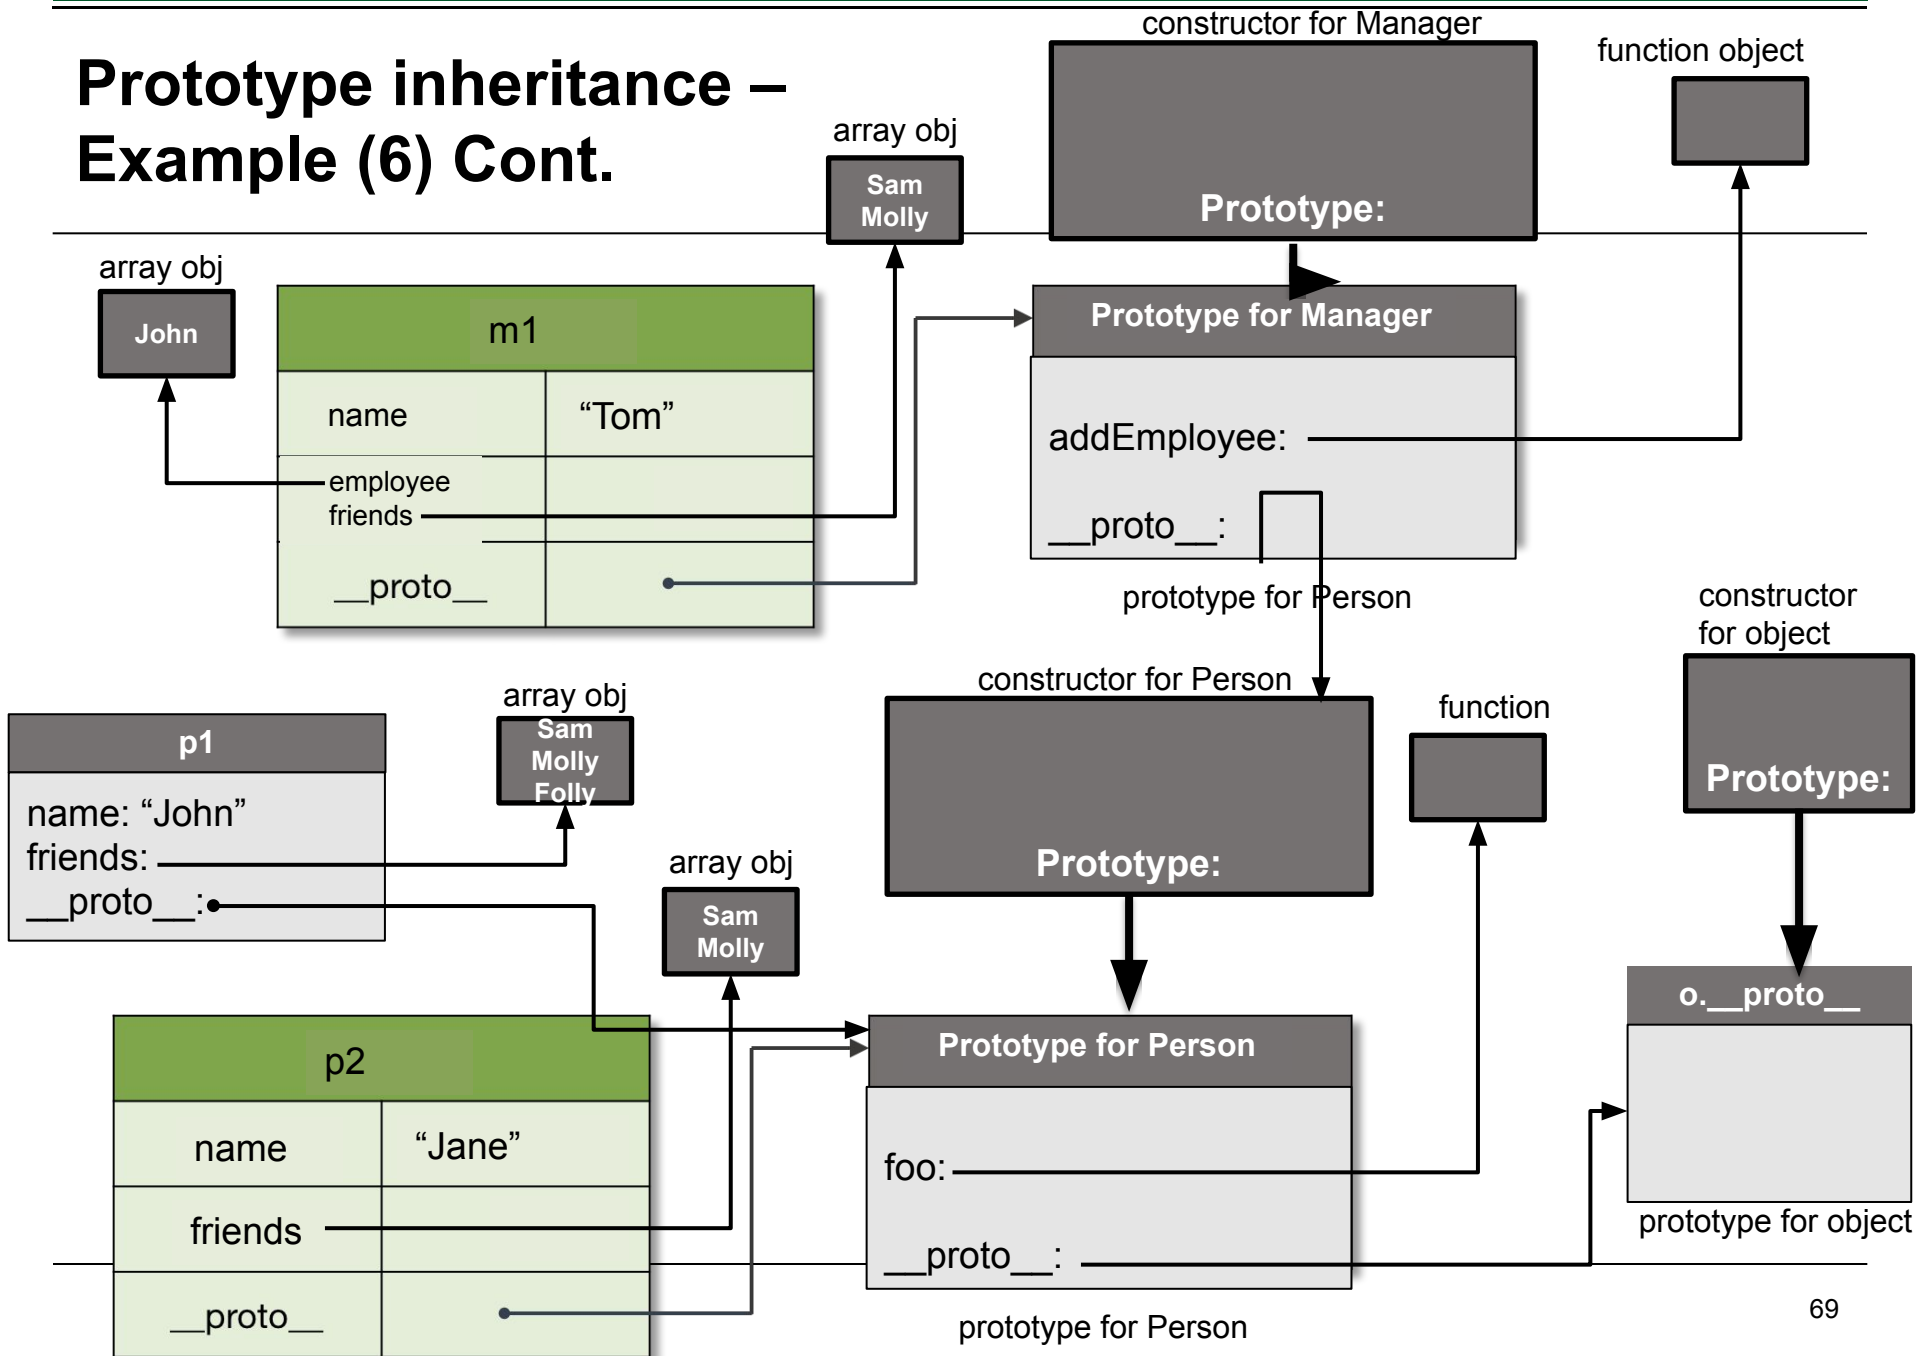 constructor for Manager
function object
Prototype inheritance –
Example (6) Cont.
array obj
Sam
Molly
Prototype:
array obj
John
m1
name
“Tom”
employee
friends
__proto__
Prototype for Manager
addEmployee:
__proto__:
prototype for Person
constructor
for object
Prototype:
constructor for Person
Prototype:
function
array obj
Sam
Molly
Folly
p1
name: “John”
friends:
__proto__:
array obj
Sam
Molly
p2
name
“Jane”
friends
__proto__
Prototype for Person
foo:
__proto__:
prototype for Person
o.__proto__
prototype for object
69